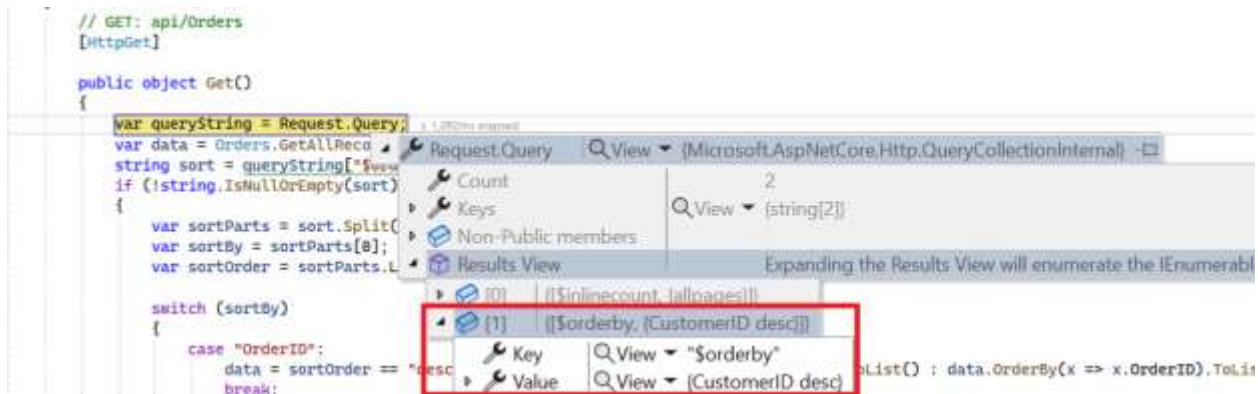 // GET: api/Orders
[HttpGet]
public object Get()
{
var queryString = Request.Query;
var data = Orders.GetAllReco
Request.Query View {Microsoft.AspNetCore.Http.QueryCollectionInternal}
string sort = queryString["$
Count 2
if (!string.IsNullOrEmpty(sort)
Keys View {string[2]}
{
Non-Public members
var sortParts = sort.Split(
var sortBy = sortParts[0];
var sortOrder = sortParts.L
Results View Expanding the Results View will enumerate the IEnumerabl
[0] {[$inlinecount, {allpages}]}
switch (sortBy)
[1] {[$orderby, {CustomerID desc}]}
{
Key View "$orderby"
case "OrderID":
data = sortOrder == "desc
Value View {CustomerID desc}
oList() : data.OrderBy(x => x.OrderID).ToLis
break;